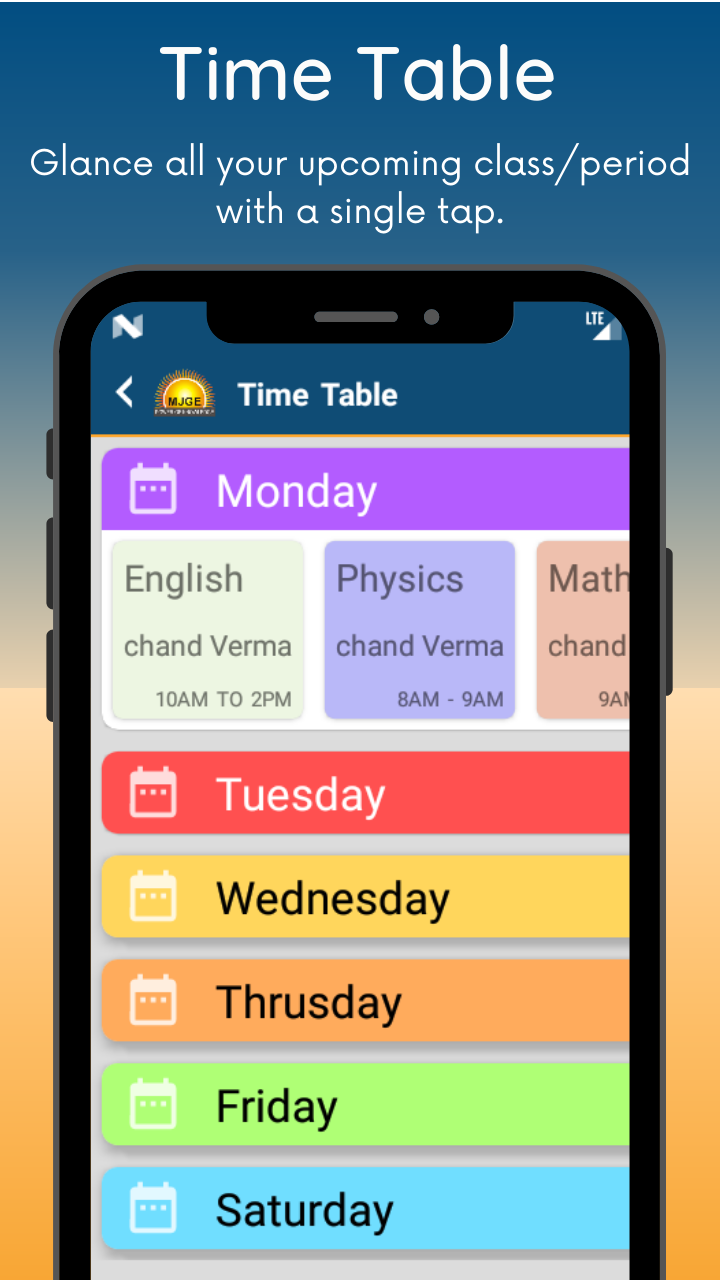 Time Table
Glance all your upcoming class/period
with a single tap.
LTE
MJGE
Time Table
Monday
English
chand Verma
10AM TO 2PM
Physics
chand Verma
8AM - 9AM
Math
chand
9AM
Tuesday
Wednesday
Thrusday
Friday
Saturday